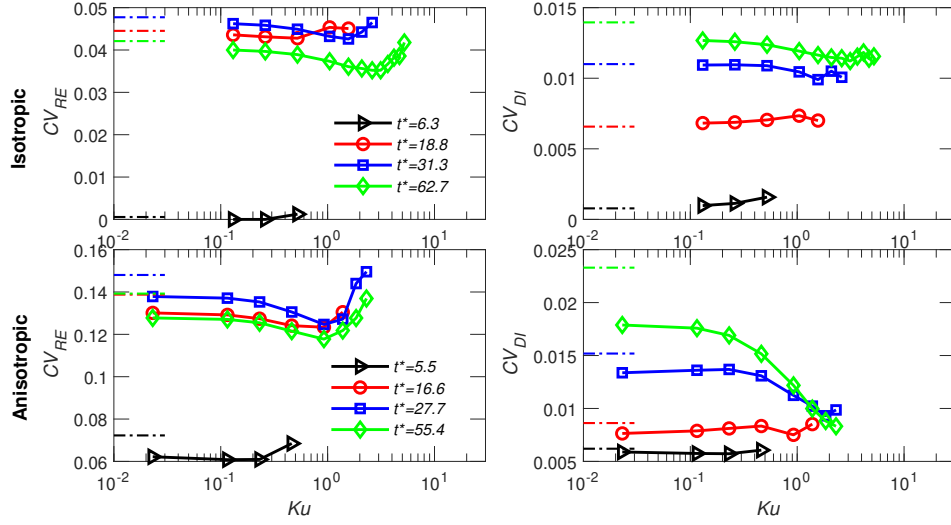 Isotropic
CV_RE
0.05
0.04
0.03
0.02
0.01
0
10^-2
10^-1
10^0
10^1
t*=6.3
t*=18.8
t*=31.3
t*=62.7
CV_DI
0.015
0.01
0.005
0
10^-2
10^-1
10^0
10^1
Anisotropic
CV_RE
0.16
0.14
0.12
0.1
0.08
0.06
10^-2
10^-1
10^0
10^1
Ku
t*=5.5
t*=16.6
t*=27.7
t*=55.4
CV_DI
0.025
0.02
0.015
0.01
0.005
10^-2
10^-1
10^0
10^1
Ku